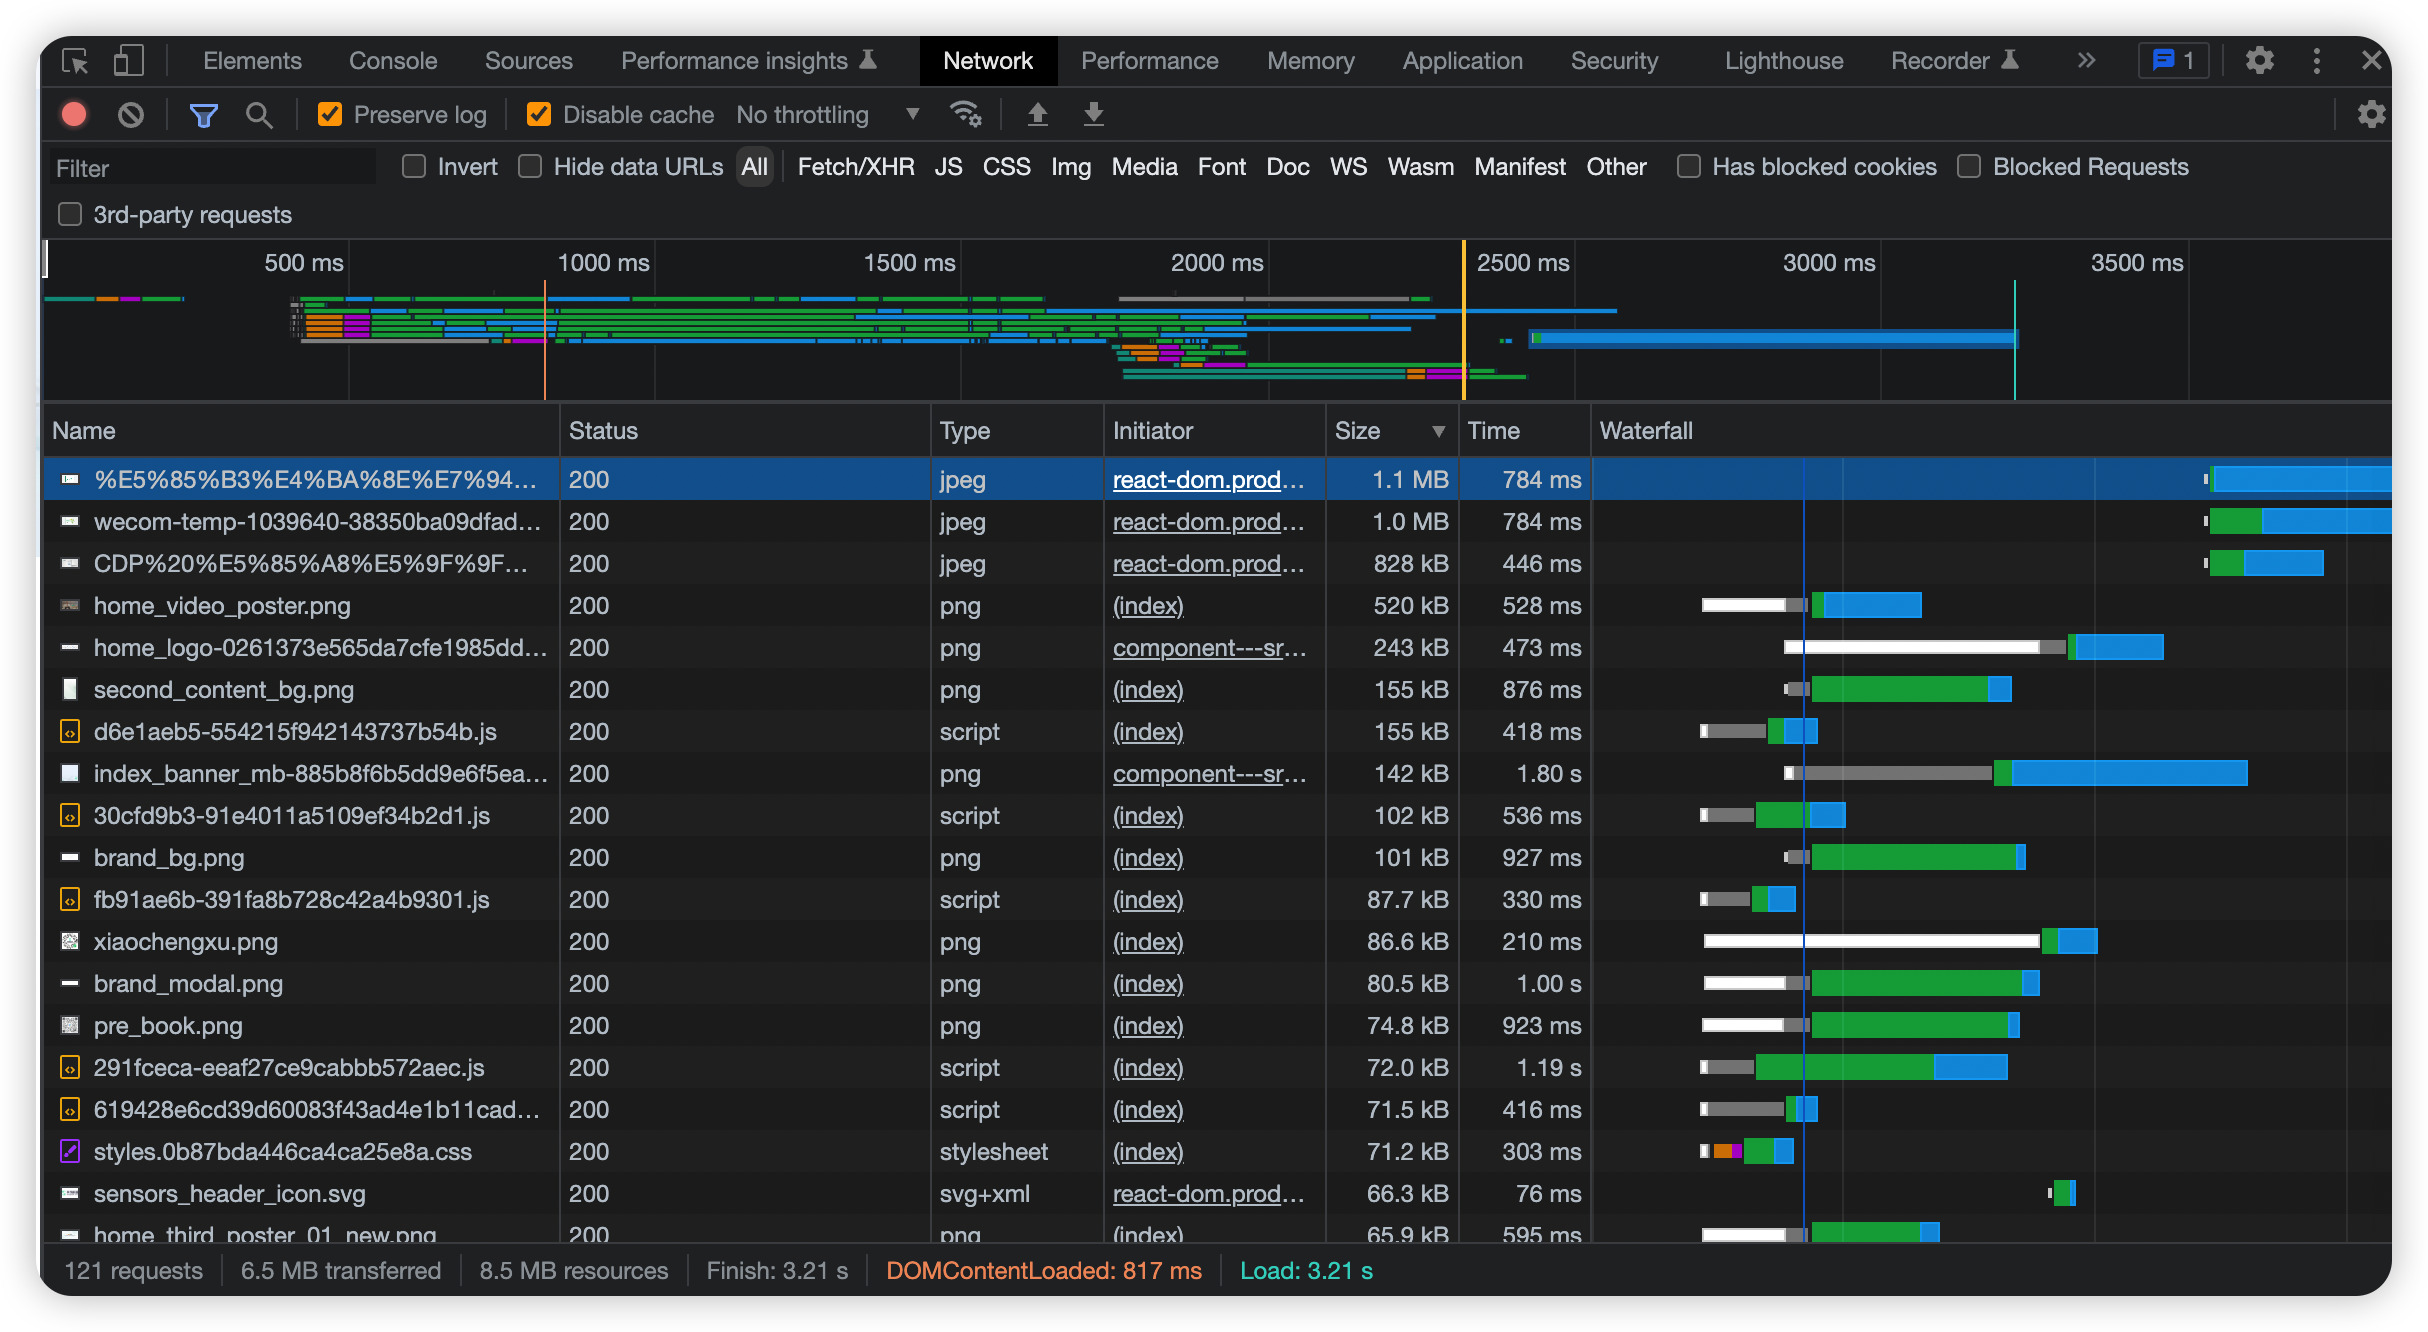 Elements Console Sources Performance insights Network Performance Memory Application Security Lighthouse Recorder » 1
Preserve log Disable cache No throttling
Filter Invert Hide data URLs All Fetch/XHR JS CSS Img Media Font Doc WS Wasm Manifest Other Has blocked cookies Blocked Requests
3rd-party requests
500 ms 1000 ms 1500 ms 2000 ms 2500 ms 3000 ms 3500 ms
Name Status Type Initiator Size Time Waterfall
%E5%85%B3%E4%BA%8E%E7%94... 200 jpeg react-dom.prod... 1.1 MB 784 ms
wecom-temp-1039640-38350ba09dfad... 200 jpeg react-dom.prod... 1.0 MB 784 ms
CDP%20%E5%85%A8%E5%9F%9F... 200 jpeg react-dom.prod... 828 kB 446 ms
home_video_poster.png 200 png (index) 520 kB 528 ms
home_logo-0261373e565da7cfe1985dd... 200 png component---sr... 243 kB 473 ms
second_content_bg.png 200 png (index) 155 kB 876 ms
d6e1aeb5-554215f942143737b54b.js 200 script (index) 155 kB 418 ms
index_banner_mb-885b8f6b5dd9e6f5ea... 200 png component---sr... 142 kB 1.80 s
30cfd9b3-91e4011a5109ef34b2d1.js 200 script (index) 102 kB 536 ms
brand_bg.png 200 png (index) 101 kB 927 ms
fb91ae6b-391fa8b728c42a4b9301.js 200 script (index) 87.7 kB 330 ms
xiaochengxu.png 200 png (index) 86.6 kB 210 ms
brand_modal.png 200 png (index) 80.5 kB 1.00 s
pre_book.png 200 png (index) 74.8 kB 923 ms
291fceca-eeaf27ce9cabbb572aec.js 200 script (index) 72.0 kB 1.19 s
619428e6cd39d60083f43ad4e1b11cad... 200 script (index) 71.5 kB 416 ms
styles.0b87bda446ca4ca25e8a.css 200 stylesheet (index) 71.2 kB 303 ms
sensors_header_icon.svg 200 svg+xml react-dom.prod... 66.3 kB 76 ms
home_third_poster_01_new.png 200 png (index) 65.9 kB 595 ms
121 requests 6.5 MB transferred 8.5 MB resources Finish: 3.21 s DOMContentLoaded: 817 ms Load: 3.21 s